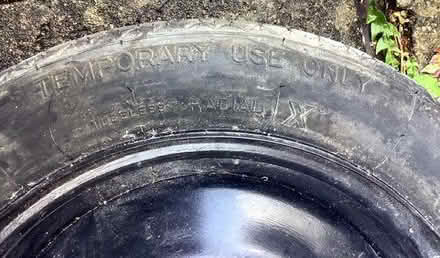 TEMPORARY USE ONLY
TUBELESS RADIAL X